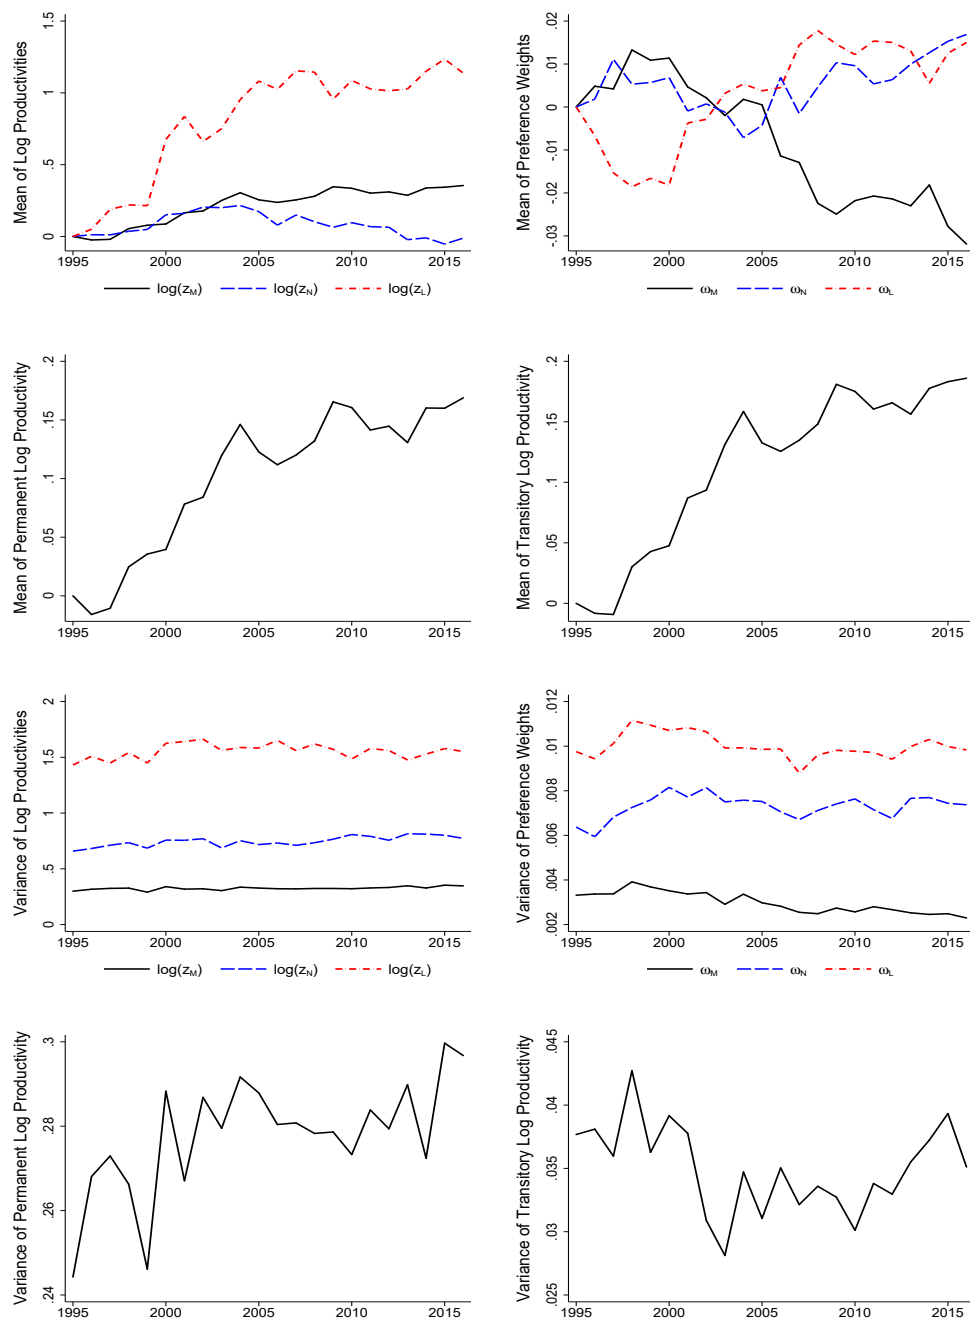 Mean of Log Productivities
1.5
1
.5
0
1995 2000 2005 2010 2015
log(z_M) log(z_N) log(z_L)
Mean of Preference Weights
.02
.01
0
-.01
-.02
-.03
1995 2000 2005 2010 2015
ω_M ω_N ω_L
Mean of Permanent Log Productivity
.2
.15
.1
.05
0
1995 2000 2005 2010 2015
Mean of Transitory Log Productivity
.2
.15
.1
.05
0
1995 2000 2005 2010 2015
Variance of Log Productivities
2
1.5
1
.5
0
1995 2000 2005 2010 2015
log(z_M) log(z_N) log(z_L)
Variance of Preference Weights
.012
.01
.008
.006
.004
.002
1995 2000 2005 2010 2015
ω_M ω_N ω_L
Variance of Permanent Log Productivity
.3
.28
.26
.24
1995 2000 2005 2010 2015
Variance of Transitory Log Productivity
.045
.04
.035
.03
.025
1995 2000 2005 2010 2015